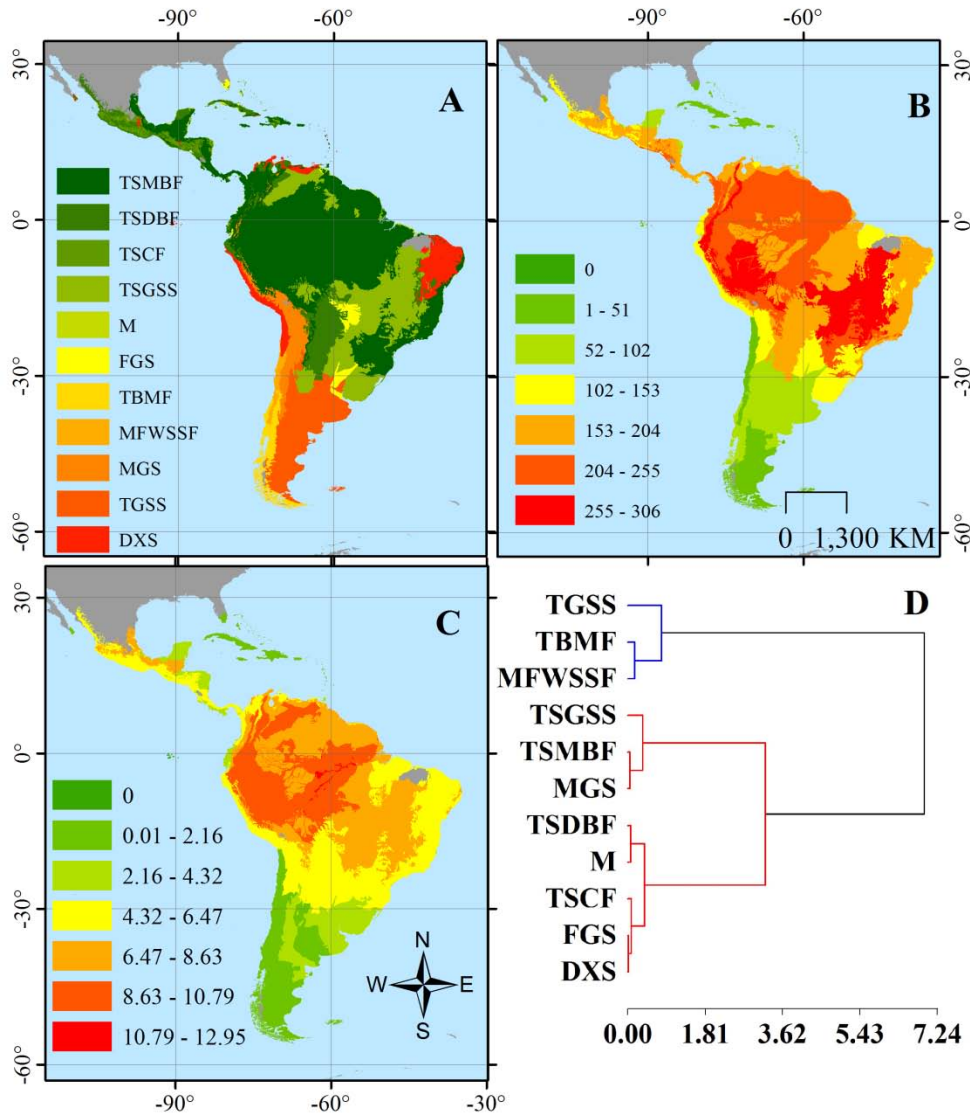 -90° -60°
-90° -60°
30°
0°
-30°
-60°
A
TSMBF
TSDBF
TSCF
TSGSS
M
FGS
TBMF
MFWSSF
MGS
TGSS
DXS
B
0
1 - 51
52 - 102
102 - 153
153 - 204
204 - 255
255 - 306
0 1,300 KM
30°
0°
-30°
-60°
30°
0°
-30°
-60°
C
0
0.01 - 2.16
2.16 - 4.32
4.32 - 6.47
6.47 - 8.63
8.63 - 10.79
10.79 - 12.95
N
W E
S
-90° -60° -30°
D
TGSS
TBMF
MFWSSF
TSGSS
TSMBF
MGS
TSDBF
M
TSCF
FGS
DXS
0.00 1.81 3.62 5.43 7.24